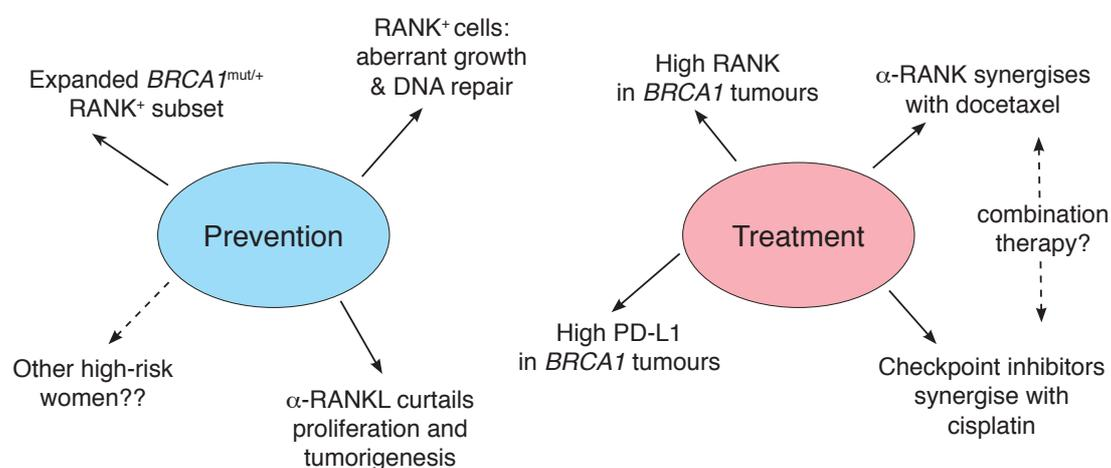 Expanded BRCA1mut/+
RANK+ subset
RANK+ cells:
aberrant growth
& DNA repair
Prevention
Other high-risk
women??
α-RANKL curtails
proliferation and
tumorigenesis
High RANK
in BRCA1 tumours
α-RANK synergises
with docetaxel
combination
therapy?
Treatment
High PD-L1
in BRCA1 tumours
Checkpoint inhibitors
synergise with
cisplatin